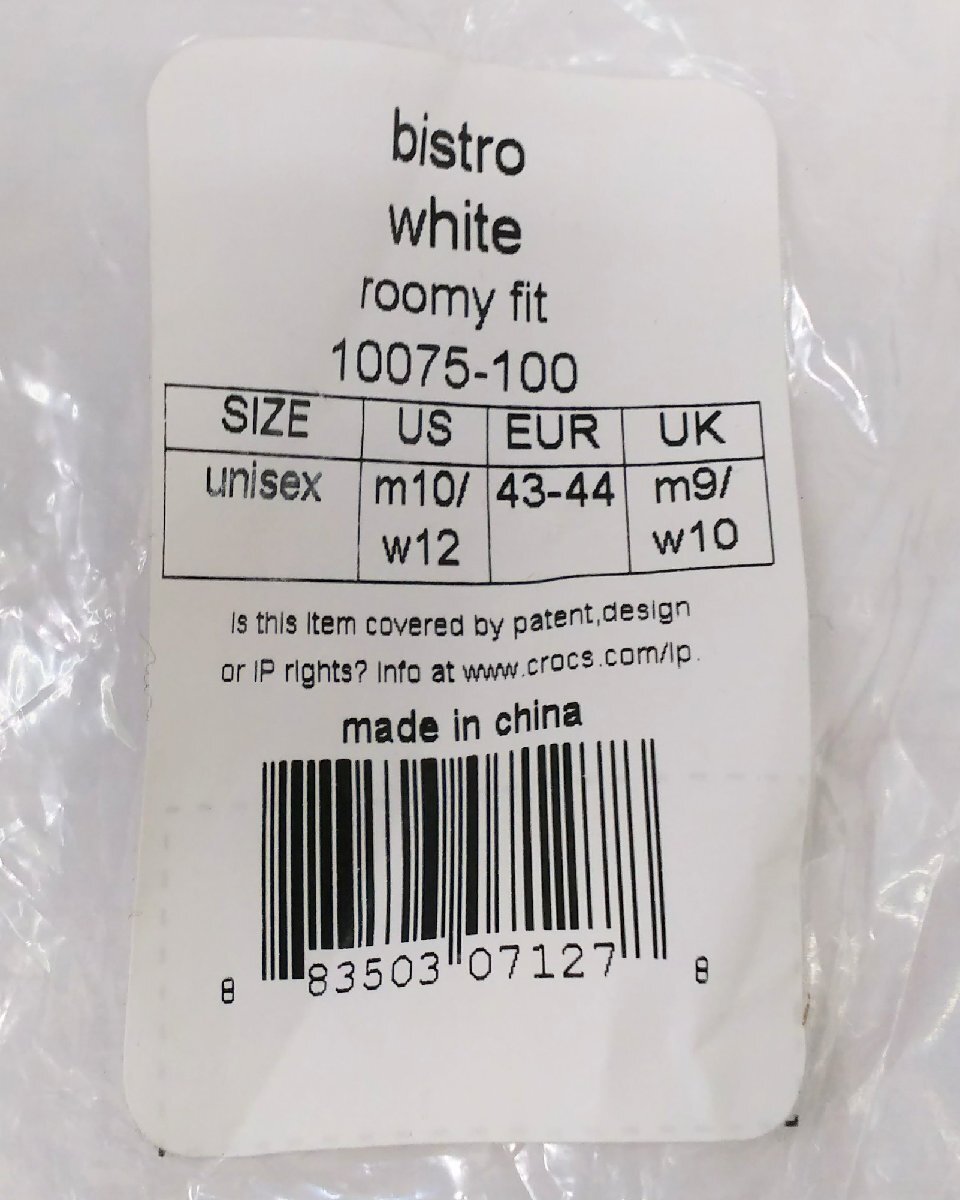 bistro
white
roomy fit
10075-100
SIZE US EUR UK
unisex m10/ 43-44 m9/
w12 w10
Is this item covered by patent,design
or IP rights? Info at www.crocs.com/ip.
made in china
8 83503 07127 8